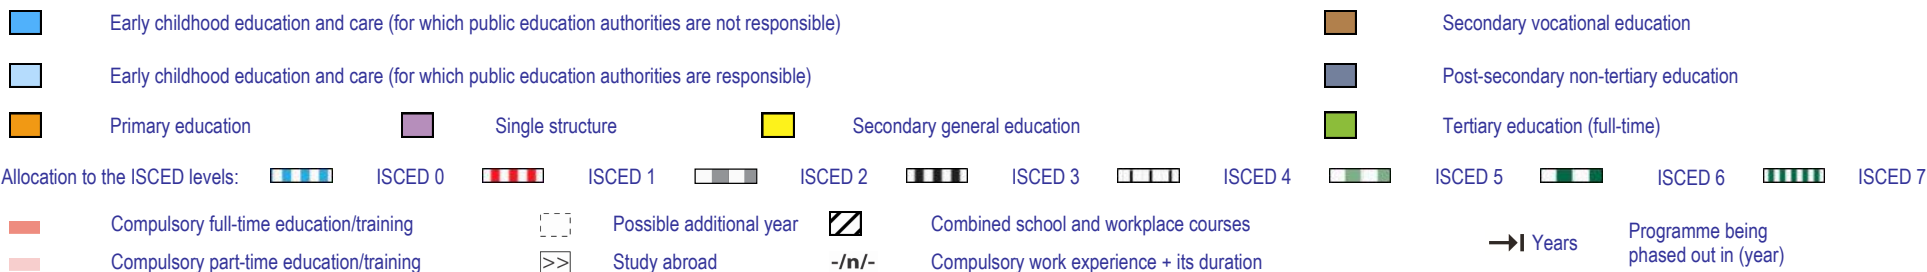 Early childhood education and care (for which public education authorities are not responsible)
Secondary vocational education
Early childhood education and care (for which public education authorities are responsible)
Post-secondary non-tertiary education
Primary education
Single structure
Secondary general education
Tertiary education (full-time)
Allocation to the ISCED levels:
ISCED 0
ISCED 1
ISCED 2
ISCED 3
ISCED 4
ISCED 5
ISCED 6
ISCED 7
Compulsory full-time education/training
Possible additional year
Combined school and workplace courses
Years
Programme being
phased out in (year)
Compulsory part-time education/training
>>
Study abroad
-/n/-
Compulsory work experience + its duration